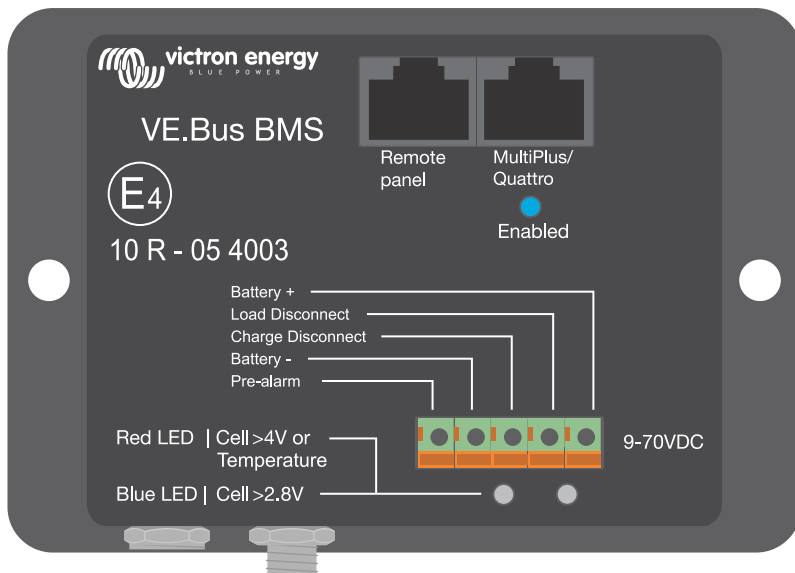 victron energy
BLUE POWER
VE.Bus BMS
Remote
panel
MultiPlus/
Quattro
Enabled
E4
10 R - 05 4003
Battery +
Load Disconnect
Charge Disconnect
Battery -
Pre-alarm
Red LED | Cell >4V or
Temperature
9-70VDC
Blue LED | Cell >2.8V